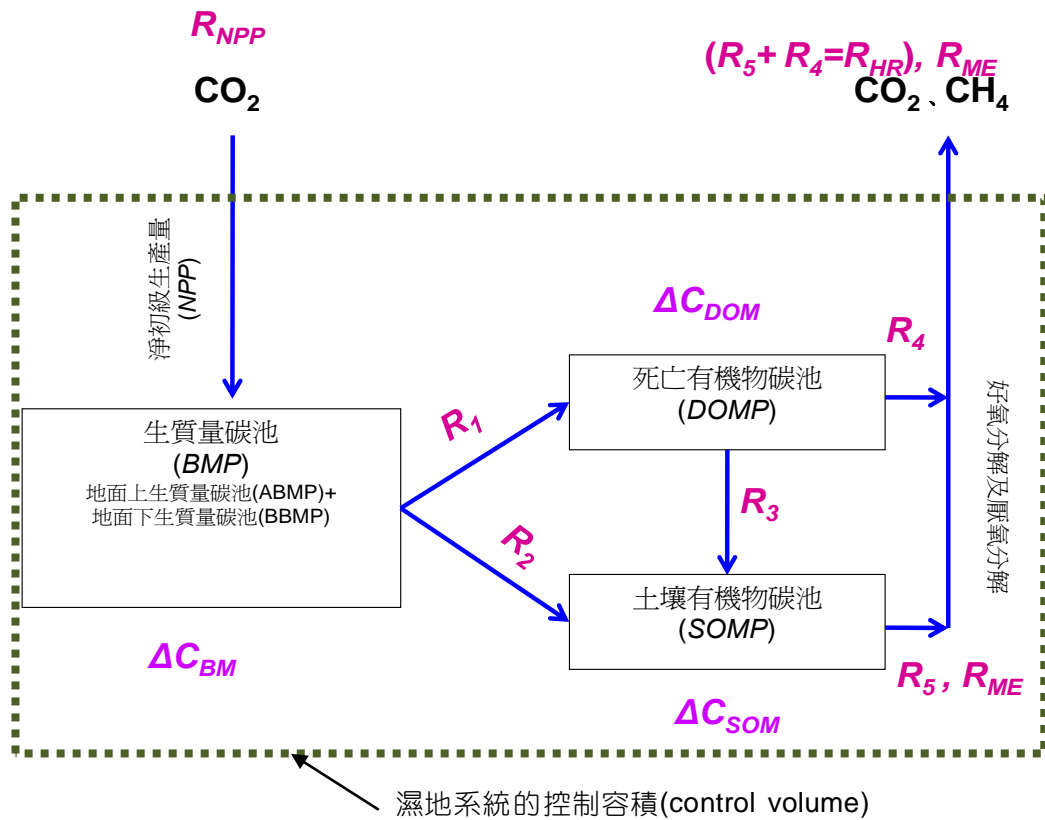 R_NPP
CO₂
(R₅+ R₄=R_HR), R_ME
CO₂、CH₄
淨初級生產量
(NPP)
ΔC_DOM
死亡有機物碳池
(DOMP)
R₄
生質量碳池
(BMP)
地面上生質量碳池(ABMP)+
地面下生質量碳池(BBMP)
R₁
R₂
R₃
好氧分解及厭氧分解
土壤有機物碳池
(SOMP)
R₅ , R_ME
ΔC_BM
ΔC_SOM
濕地系統的控制容積(control volume)